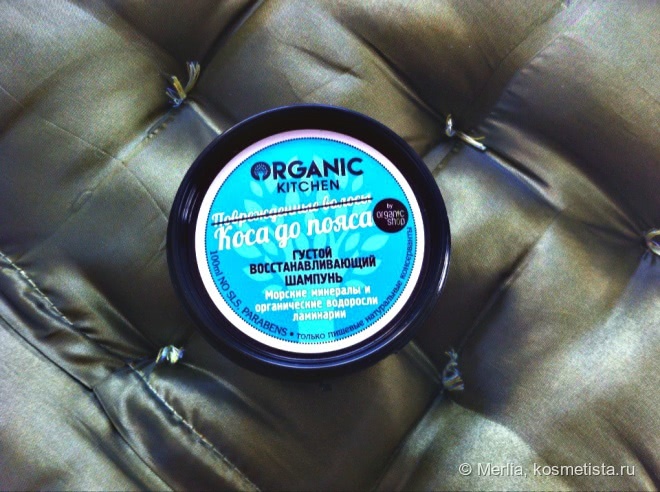 ORGANIC
KITCHEN
Поврежденные волосы
Коса до пояса
by
organic
shop
ГУСТОЙ
ВОССТАНАВЛИВАЮЩИЙ
ШАМПУНЬ
Морские минералы и
органические водоросли
ламинарии
100ml NO SLS, PARABENS • только пищевые натуральные консерванты
© Merlia, kosmetista.ru